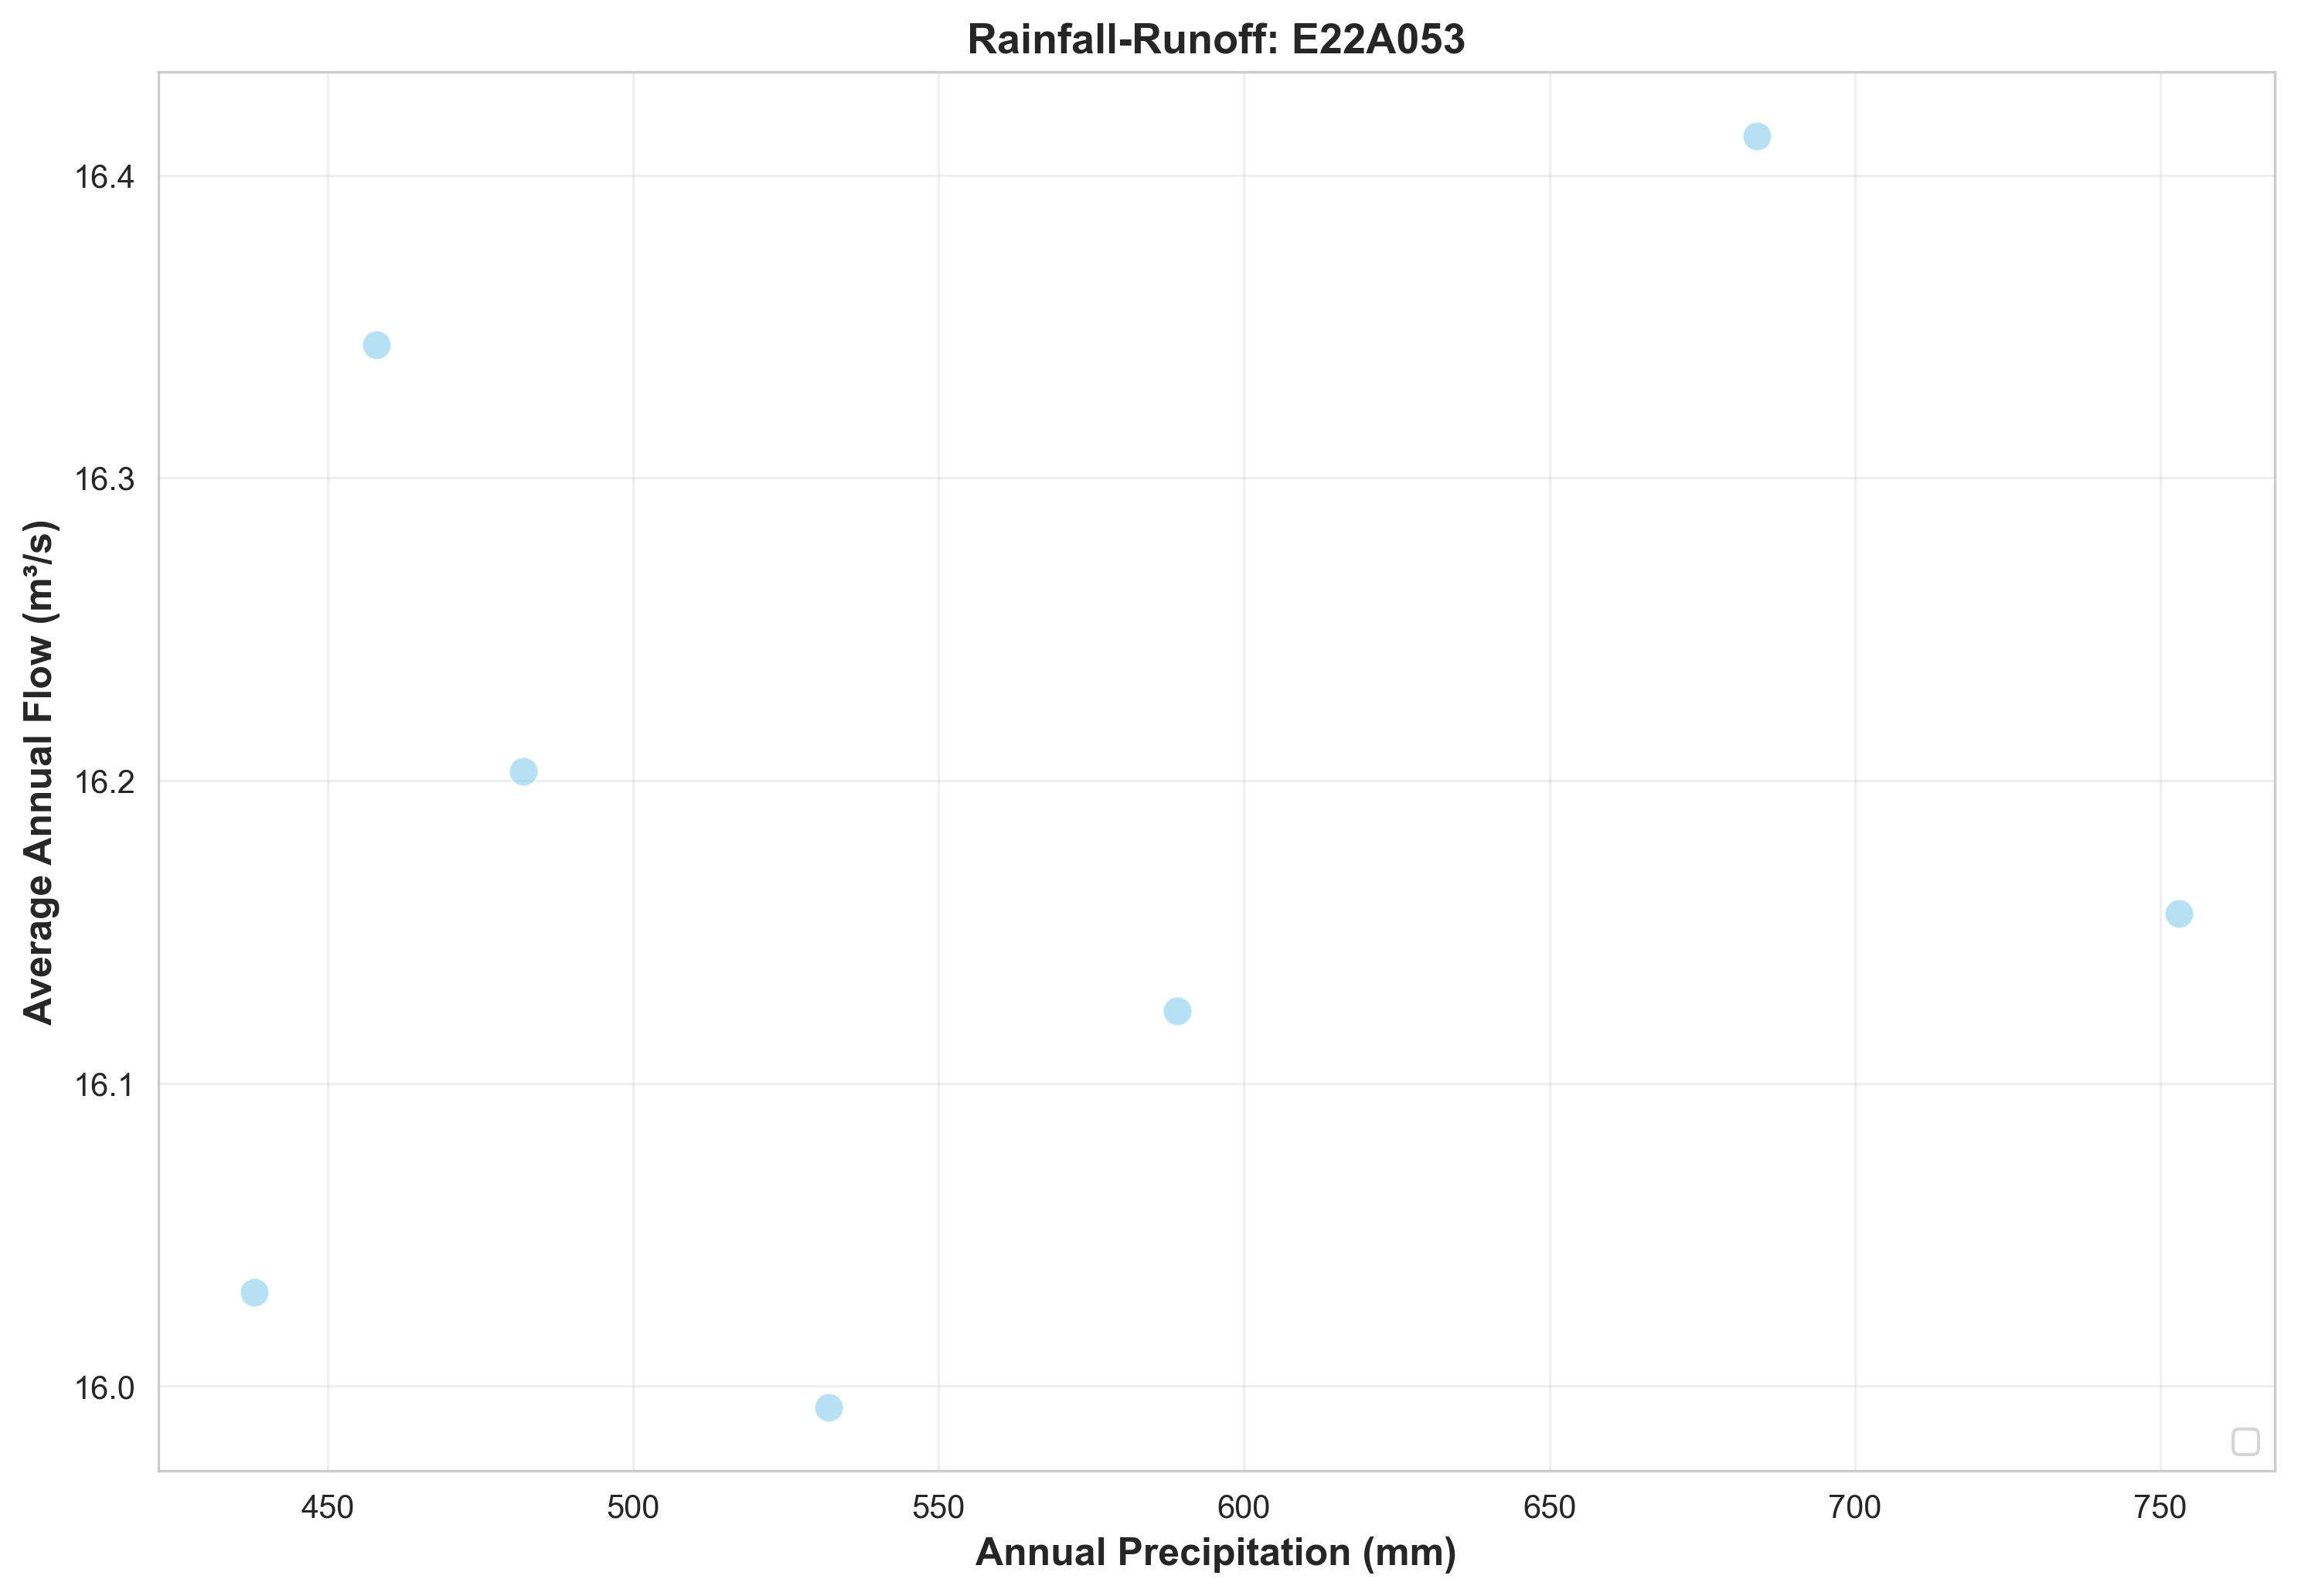 Rainfall-Runoff: E22A053
Average Annual Flow (m³/s)
16.4
16.3
16.2
16.1
16.0
450 500 550 600 650 700 750
Annual Precipitation (mm)